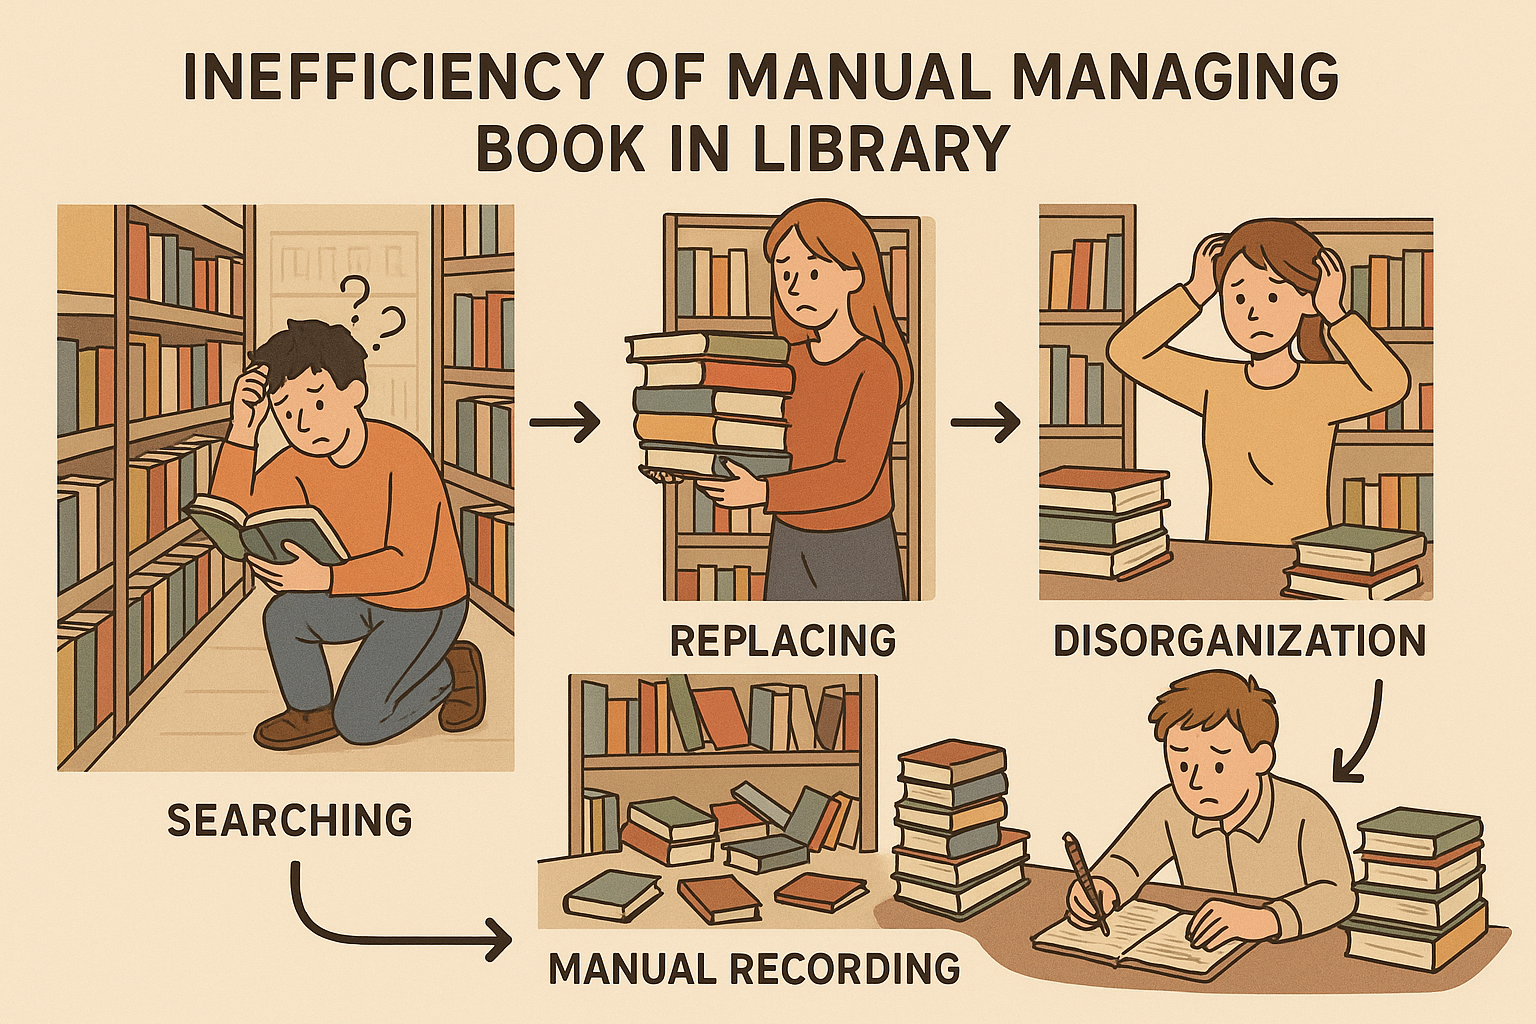 INEFFICIENCY OF MANUAL MANAGING
BOOK IN LIBRARY
? ?
SEARCHING
REPLACING
DISORGANIZATION
MANUAL RECORDING